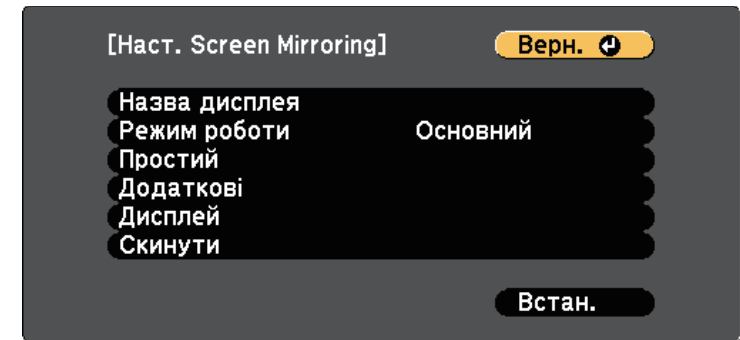 [Наст. Screen Mirroring] Верн.
Назва дисплея
Режим роботи Основний
Простий
Додаткові
Дисплей
Скинути
Встан.